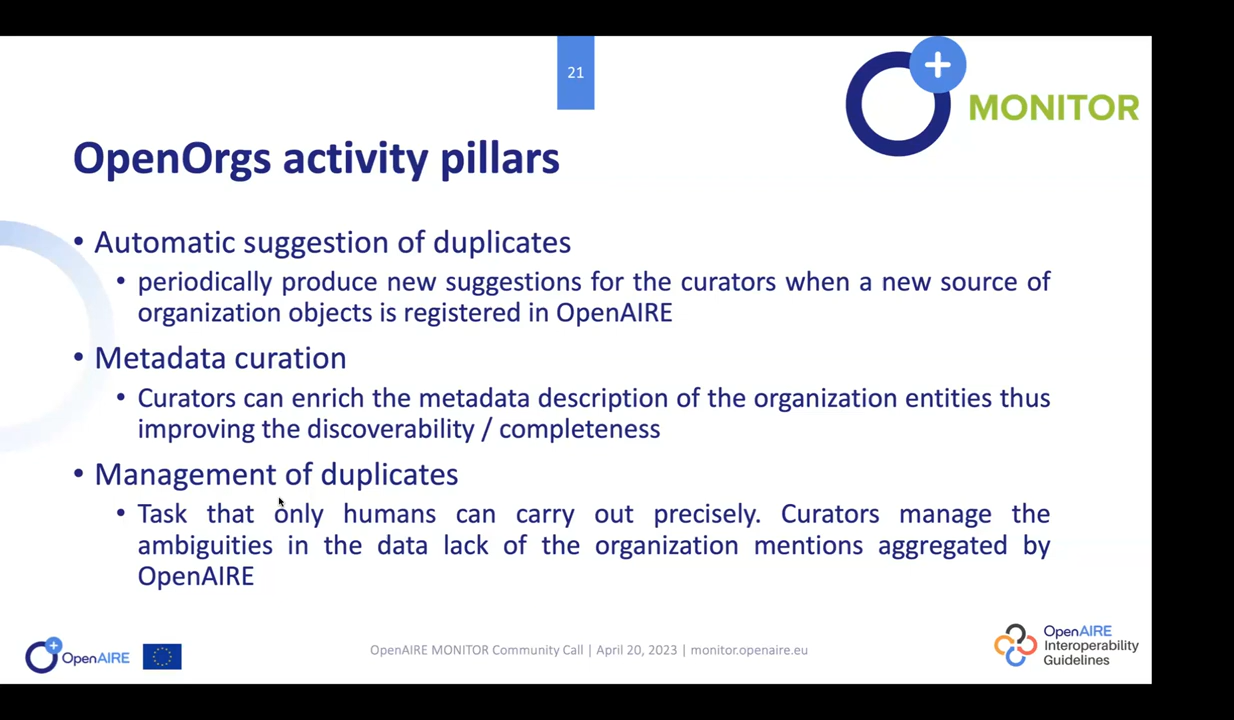 21
MONITOR
OpenOrgs activity pillars
• Automatic suggestion of duplicates
• periodically produce new suggestions for the curators when a new source of
organization objects is registered in OpenAIRE
• Metadata curation
• Curators can enrich the metadata description of the organization entities thus
improving the discoverability / completeness
• Management of duplicates
• Task that only humans can carry out precisely. Curators manage the
ambiguities in the data lack of the organization mentions aggregated by
OpenAIRE
OpenAIRE
OpenAIRE MONITOR Community Call | April 20, 2023 | monitor.openaire.eu
OpenAIRE
Interoperability
Guidelines